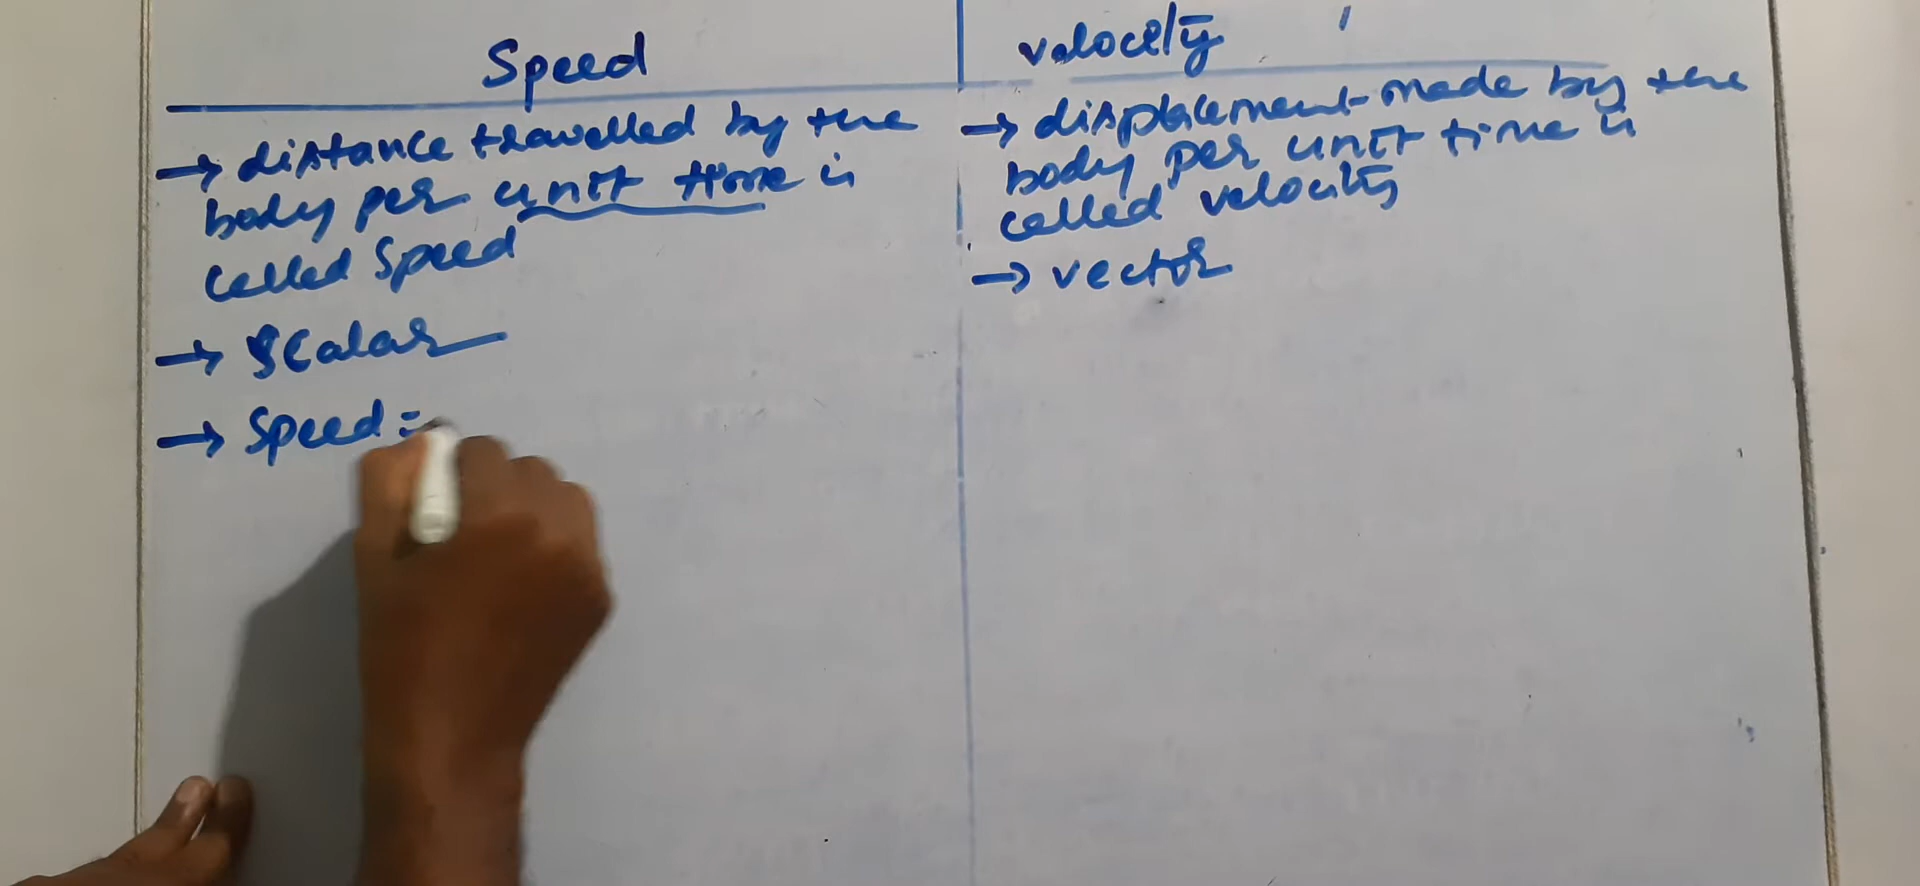 Speed
→ distance travelled by the
body per unit time is
called Speed
→ Scalar
→ Speed =
velocity
→ displacement made by the
body per unit time is
called velocity
→ vector